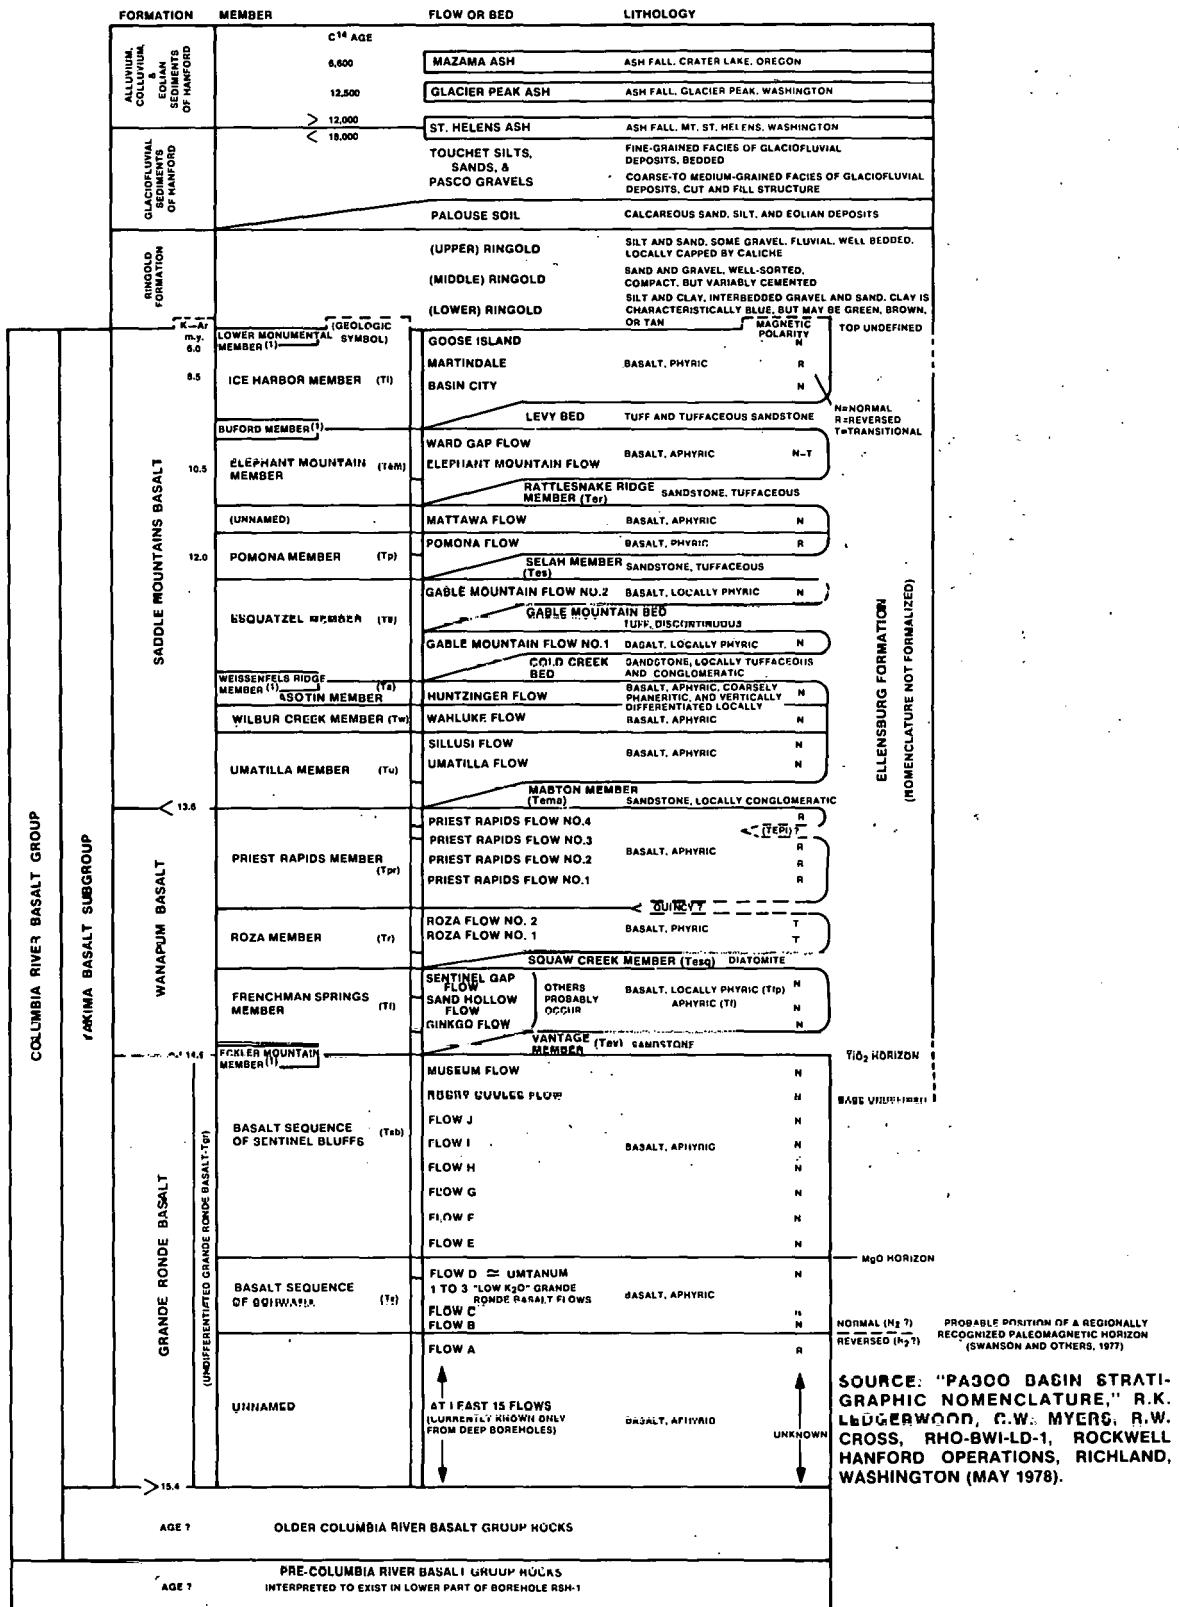 FORMATION MEMBER FLOW OR BED LITHOLOGY
ALLUVIUM, COLLUVIUM, & EOLIAN SEDIMENTS OF HANFORD
C14 AGE
6,600 MAZAMA ASH ASH FALL, CRATER LAKE, OREGON
12,500 GLACIER PEAK ASH ASH FALL, GLACIER PEAK, WASHINGTON
> 12,000
< 18,000
ST. HELENS ASH ASH FALL, MT. ST. HELENS, WASHINGTON
GLACIOFLUVIAL SEDIMENTS OF HANFORD
TOUCHET SILTS, SANDS, & PASCO GRAVELS
FINE-GRAINED FACIES OF GLACIOFLUVIAL
DEPOSITS, BEDDED
COARSE-TO MEDIUM-GRAINED FACIES OF GLACIOFLUVIAL
DEPOSITS, CUT AND FILL STRUCTURE
PALOUSE SOIL CALCAREOUS SAND, SILT, AND EOLIAN DEPOSITS
RINGOLD FORMATION
(UPPER) RINGOLD SILT AND SAND, SOME GRAVEL, FLUVIAL, WELL BEDDED,
LOCALLY CAPPED BY CALICHE
(MIDDLE) RINGOLD SAND AND GRAVEL, WELL-SORTED,
COMPACT, BUT VARIABLY CEMENTED
(LOWER) RINGOLD SILT AND CLAY, INTERBEDDED GRAVEL AND SAND. CLAY IS
CHARACTERISTICALLY BLUE, BUT MAY BE GREEN, BROWN,
OR TAN
K–Ar m.y. (GEOLOGIC SYMBOL) MAGNETIC POLARITY TOP UNDEFINED
COLUMBIA RIVER BASALT GROUP
YAKIMA BASALT SUBGROUP
SADDLE MOUNTAINS BASALT
6.0 LOWER MONUMENTAL MEMBER(1)
GOOSE ISLAND N
8.5 ICE HARBOR MEMBER (Ti) MARTINDALE BASALT, PHYRIC R
BASIN CITY N
N=NORMAL
R=REVERSED
T=TRANSITIONAL
LEVY BED TUFF AND TUFFACEOUS SANDSTONE
BUFORD MEMBER(1)
WARD GAP FLOW
10.5 ELEPHANT MOUNTAIN MEMBER (Tem) ELEPHANT MOUNTAIN FLOW BASALT, APHYRIC N–T
RATTLESNAKE RIDGE MEMBER (Ter) SANDSTONE, TUFFACEOUS
(UNNAMED) MATTAWA FLOW BASALT, APHYRIC N
12.0 POMONA MEMBER (Tp) POMONA FLOW BASALT, PHYRIC R
SELAH MEMBER (Tes) SANDSTONE, TUFFACEOUS
GABLE MOUNTAIN FLOW NO.2 BASALT, LOCALLY PHYRIC N
ESQUATZEL MEMBER
GABLE MOUNTAIN BED TUFF, DISCONTINUOUS
GABLE MOUNTAIN FLOW NO.1 BASALT, LOCALLY PHYRIC N
COLD CREEK BED SANDSTONE, LOCALLY TUFFACEOUS
AND CONGLOMERATIC
WEISSENFELS RIDGE MEMBER (1)
ASOTIN MEMBER (Ta) HUNTZINGER FLOW BASALT, APHYRIC, COARSELY
PHANERITIC, AND VERTICALLY
DIFFERENTIATED LOCALLY N
WILBUR CREEK MEMBER (Tw) WAHLUKE FLOW BASALT, APHYRIC N
SILLUSI FLOW N
UMATILLA MEMBER (Tu) UMATILLA FLOW BASALT, APHYRIC N
MABTON MEMBER (Tema) SANDSTONE, LOCALLY CONGLOMERATIC
ELLENSBURG FORMATION
(NOMENCLATURE NOT FORMALIZED)
< 13.6
WANAPUM BASALT
PRIEST RAPIDS FLOW NO.4 R
(TEPI) ?
PRIEST RAPIDS FLOW NO.3 R
PRIEST RAPIDS MEMBER (Tpr) PRIEST RAPIDS FLOW NO.2 BASALT, APHYRIC R
PRIEST RAPIDS FLOW NO.1 R
QUINCY ?
ROZA FLOW NO. 2 T
ROZA MEMBER (Tr) ROZA FLOW NO. 1 BASALT, PHYRIC T
SQUAW CREEK MEMBER (Tesq) DIATOMITE
FRENCHMAN SPRINGS MEMBER (Tf)
SENTINEL GAP FLOW N
SAND HOLLOW FLOW N
GINKGO FLOW N
OTHERS PROBABLY OCCUR
BASALT, LOCALLY PHYRIC (Tfp)
APHYRIC (Tf)
VANTAGE MEMBER (Tev) SANDSTONE
14.5 ECKLER MOUNTAIN MEMBER(1)
TiO2 HORIZON
GRANDE RONDE BASALT
(UNDIFFERENTIATED GRANDE RONDE BASALT-Tgr)
MUSEUM FLOW N
ROCKY COULEE FLOW N
BASE UNDEFINED
BASALT SEQUENCE OF SENTINEL BLUFFS (Tsb)
FLOW J N
FLOW I BASALT, APHYRIC N
FLOW H N
FLOW G N
FLOW F N
FLOW E N
MgO HORIZON
FLOW D ≅ UMTANUM N
BASALT SEQUENCE OF (Ts)
1 TO 3 "LOW K2O" GRANDE
RONDE BASALT FLOWS
BASALT, APHYRIC
FLOW C N
FLOW B N
NORMAL (N2 ?)
REVERSED (R2 ?)
PROBABLE POSITION OF A REGIONALLY
RECOGNIZED PALEOMAGNETIC HORIZON
(SWANSON AND OTHERS, 1977)
FLOW A R
UNNAMED
AT LEAST 15 FLOWS
(CURRENTLY KNOWN ONLY
FROM DEEP BOREHOLES)
BASALT, APHYRIC
UNKNOWN
SOURCE: "PASCO BASIN STRATI-
GRAPHIC NOMENCLATURE," R.K.
LEDGERWOOD, C.W. MYERS, R.W.
CROSS, RHO-BWI-LD-1, ROCKWELL
HANFORD OPERATIONS, RICHLAND,
WASHINGTON (MAY 1978).
> 15.4
AGE ? OLDER COLUMBIA RIVER BASALT GROUP ROCKS
PRE-COLUMBIA RIVER BASALT GROUP ROCKS
AGE ? INTERPRETED TO EXIST IN LOWER PART OF BOREHOLE RSH-1